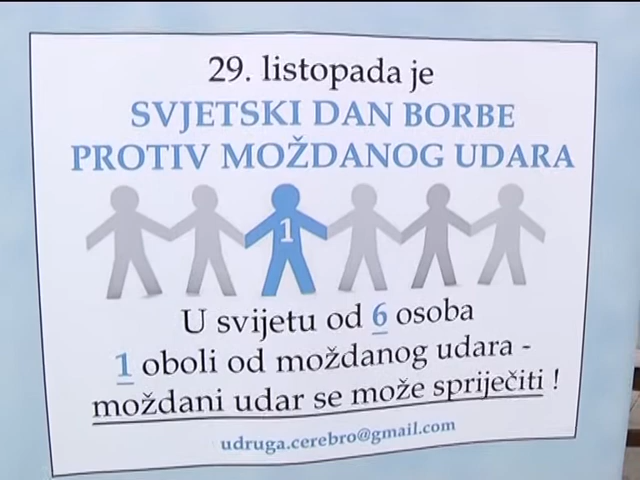 29. listopada je
SVJETSKI DAN BORBE
PROTIV MOŽDANOG UDARA
1
U svijetu od 6 osoba
1 oboli od moždanog udara -
moždani udar se može spriječiti !
udruga.cerebro@gmail.com